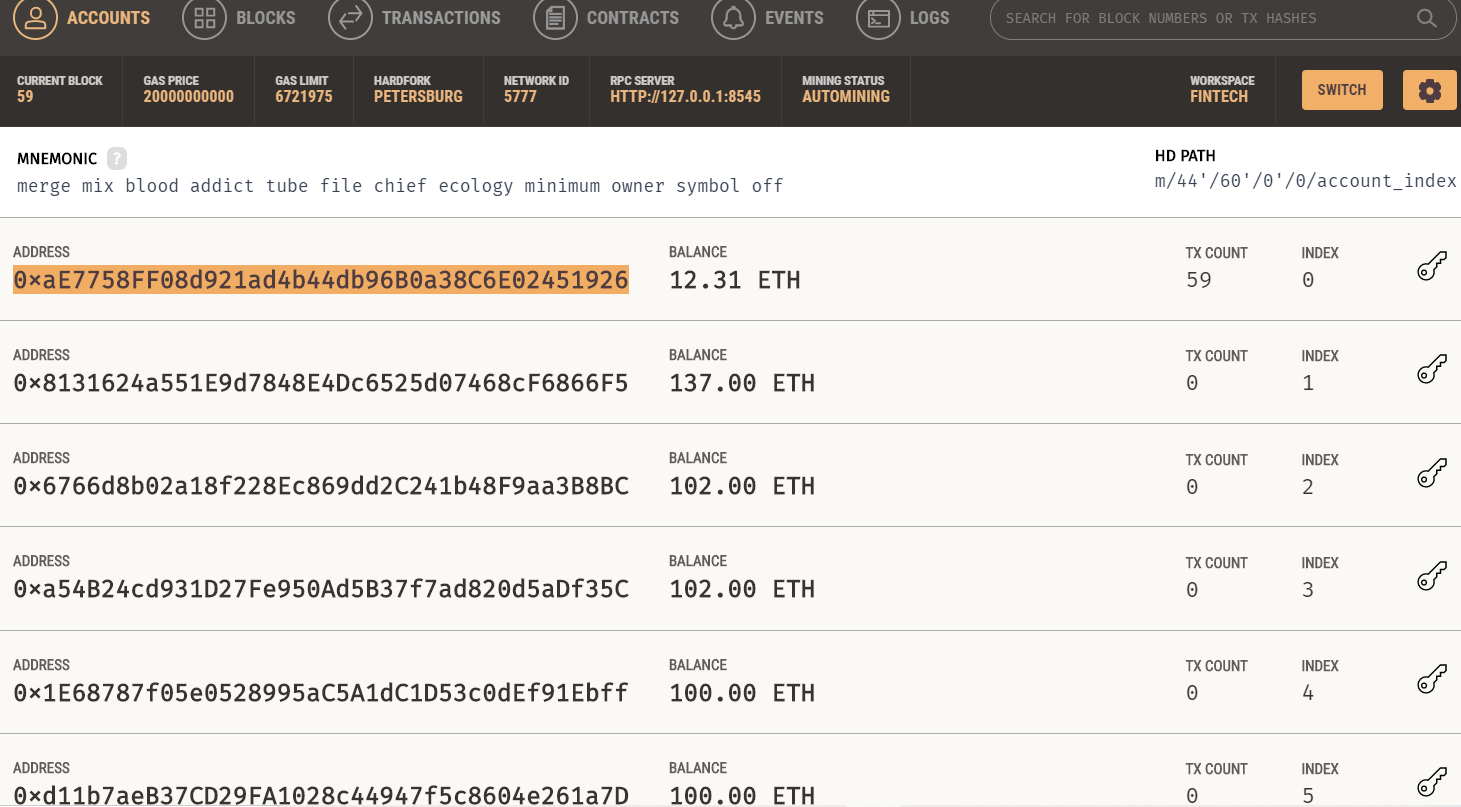 ACCOUNTS BLOCKS TRANSACTIONS CONTRACTS EVENTS LOGS SEARCH FOR BLOCK NUMBERS OR TX HASHES
CURRENT BLOCK GAS PRICE GAS LIMIT HARDFORK NETWORK ID RPC SERVER MINING STATUS WORKSPACE
59 20000000000 6721975 PETERSBURG 5777 HTTP://127.0.0.1:8545 AUTOMINING FINTECH SWITCH
MNEMONIC ? HD PATH
merge mix blood addict tube file chief ecology minimum owner symbol off m/44'/60'/0'/0/account_index
ADDRESS BALANCE TX COUNT INDEX
0×aE7758FF08d921ad4b44db96B0a38C6E02451926 12.31 ETH 59 0
ADDRESS BALANCE TX COUNT INDEX
0×8131624a551E9d7848E4Dc6525d07468cF6866F5 137.00 ETH 0 1
ADDRESS BALANCE TX COUNT INDEX
0×6766d8b02a18f228Ec869dd2C241b48F9aa3B8BC 102.00 ETH 0 2
ADDRESS BALANCE TX COUNT INDEX
0×a54B24cd931D27Fe950Ad5B37f7ad820d5aDf35C 102.00 ETH 0 3
ADDRESS BALANCE TX COUNT INDEX
0×1E68787f05e0528995aC5A1dC1D53c0dEf91Ebff 100.00 ETH 0 4
ADDRESS BALANCE TX COUNT INDEX
0×d11b7aeB37CD29FA1028c44947f5c8604e261a7D 100.00 ETH 0 5